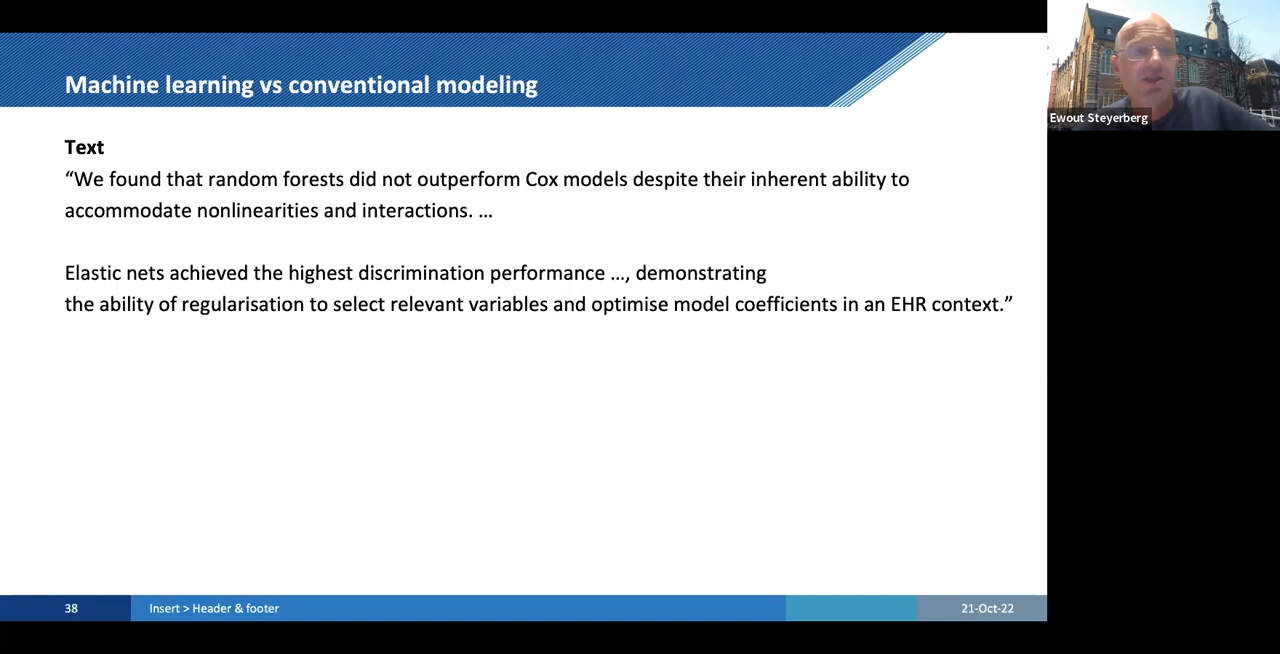 Machine learning vs conventional modeling
Ewout Steyerberg
Text
“We found that random forests did not outperform Cox models despite their inherent ability to
accommodate nonlinearities and interactions. …
Elastic nets achieved the highest discrimination performance …, demonstrating
the ability of regularisation to select relevant variables and optimise model coefficients in an EHR context.”
38
Insert > Header & footer
21-Oct-22